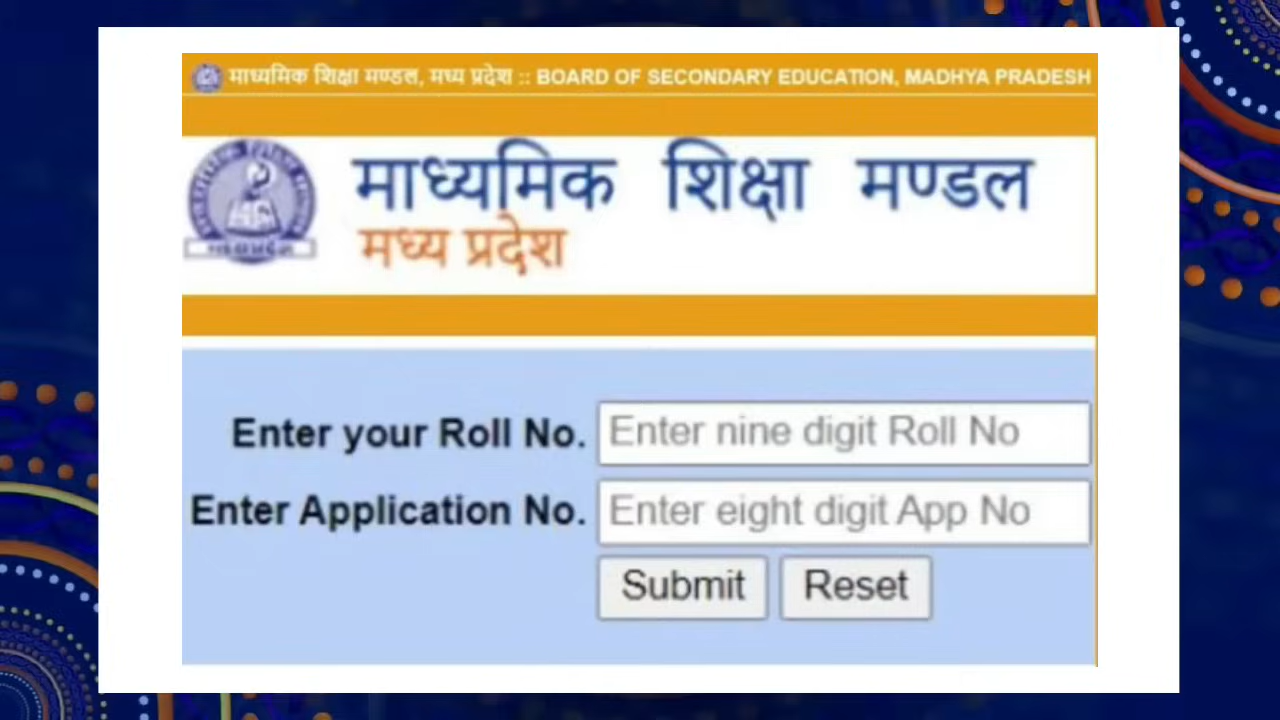 माध्यमिक शिक्षा मण्डल, मध्य प्रदेश :: BOARD OF SECONDARY EDUCATION, MADHYA PRADESH
माध्यमिक शिक्षा मण्डल
मध्य प्रदेश
Enter your Roll No. Enter nine digit Roll No
Enter Application No. Enter eight digit App No
Submit Reset